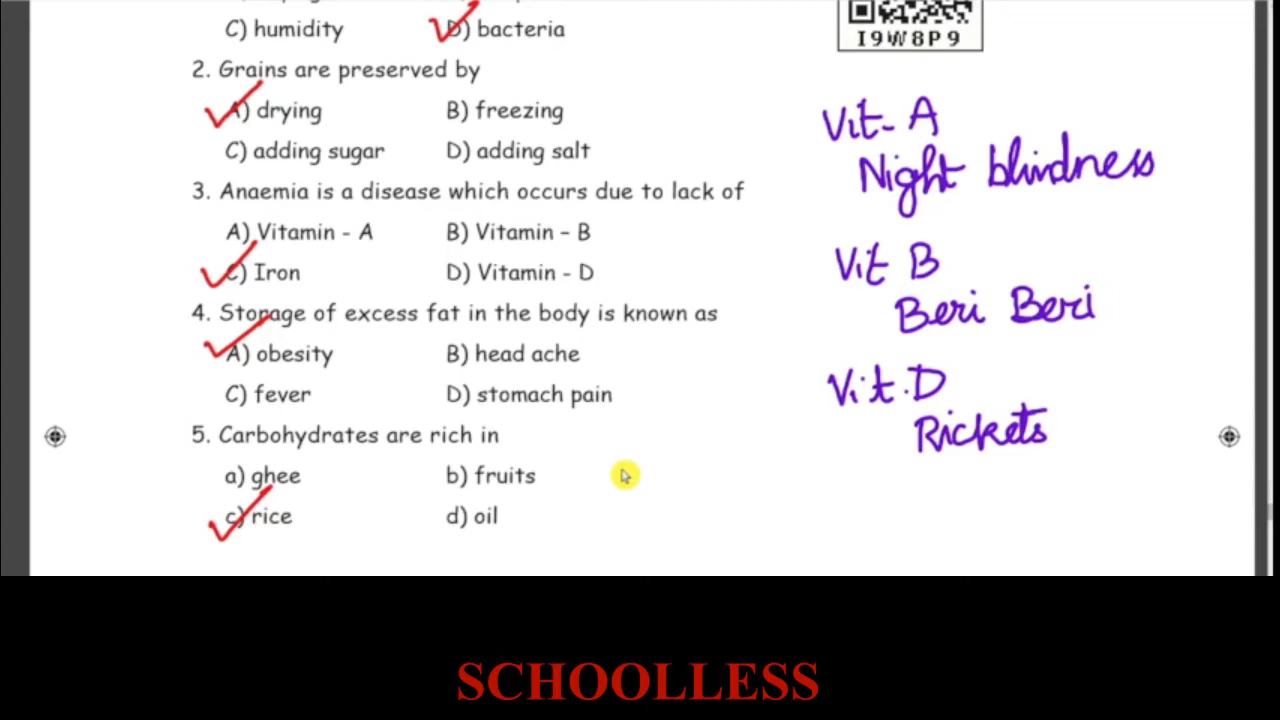 C) humidity D) bacteria
I9W8P9
2. Grains are preserved by
A) drying B) freezing
C) adding sugar D) adding salt
3. Anaemia is a disease which occurs due to lack of
A) Vitamin - A B) Vitamin – B
C) Iron D) Vitamin - D
4. Storage of excess fat in the body is known as
A) obesity B) head ache
C) fever D) stomach pain
5. Carbohydrates are rich in
a) ghee b) fruits
c) rice d) oil
Vit- A
Night blindness
Vit B
Beri Beri
Vit.D
Rickets
SCHOOLLESS